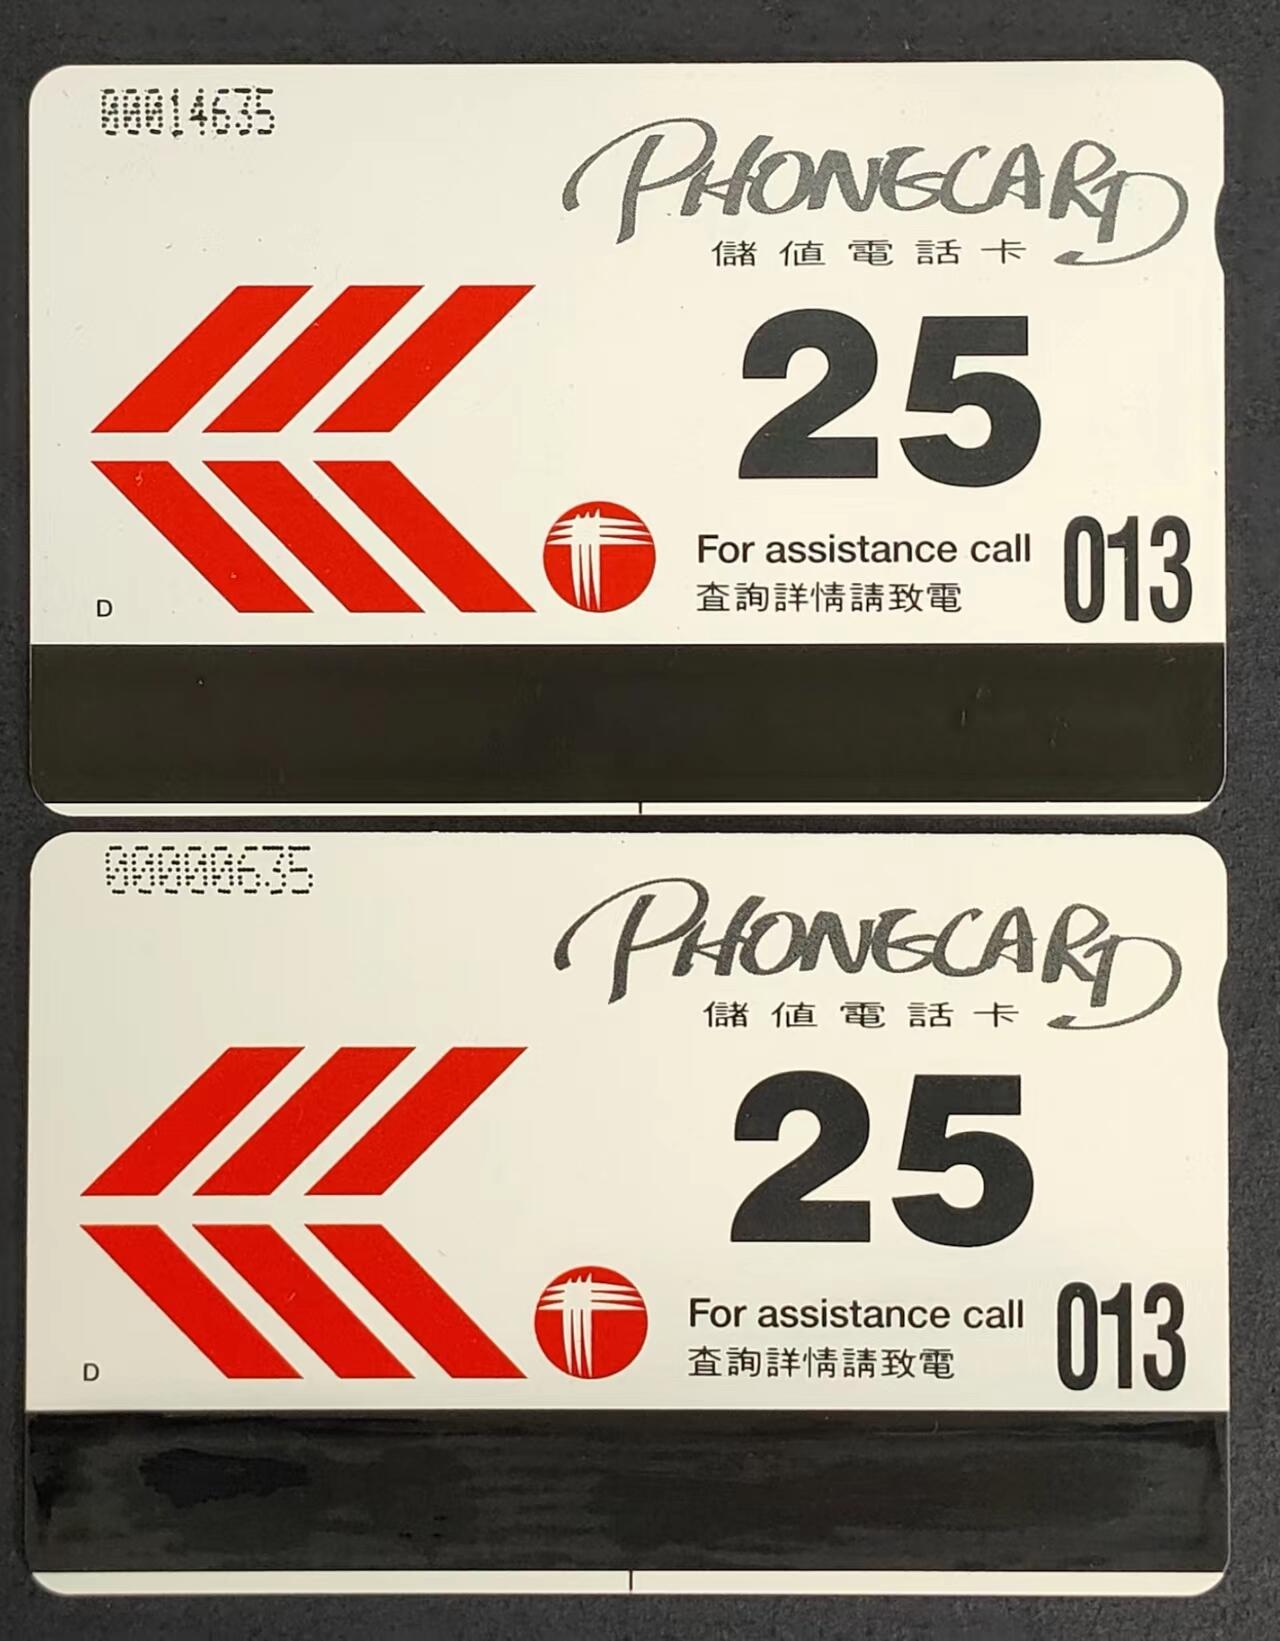 00014635
PHONECARD
儲值電話卡
25
For assistance call 013
查詢詳情請致電
D
00000635
PHONECARD
儲值電話卡
25
For assistance call 013
查詢詳情請致電
D